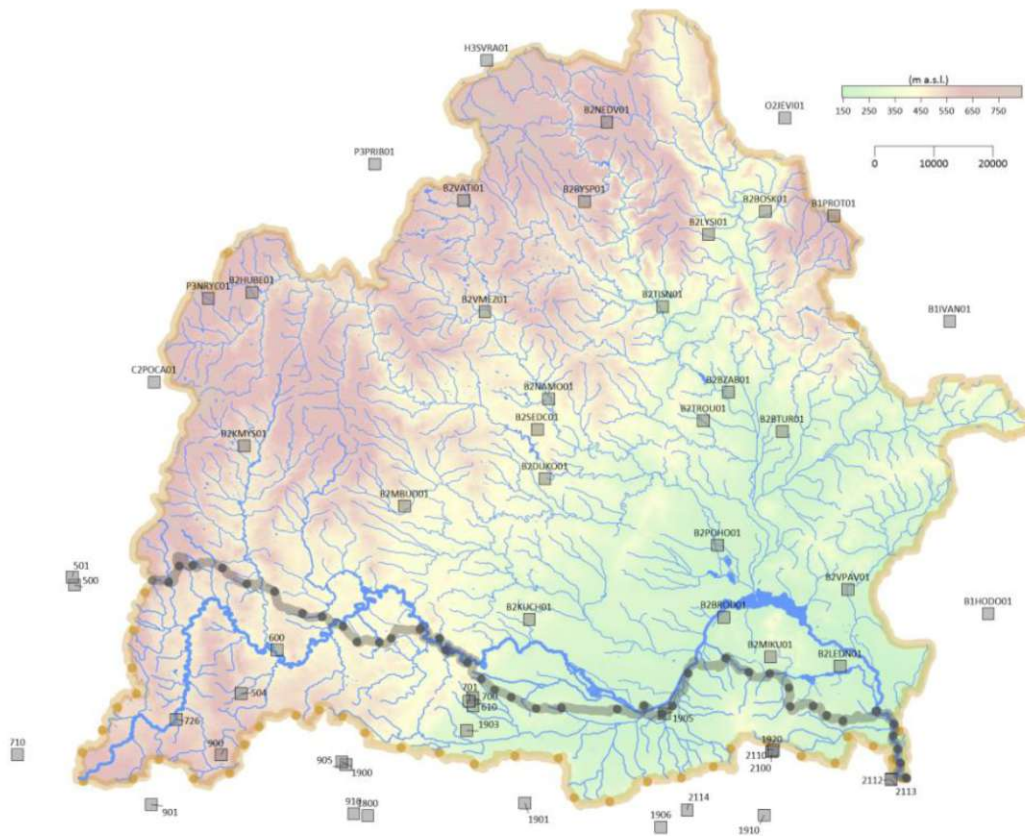 H3SVRA01
(m a.s.l.)
150 250 350 450 550 650 750
O2JEVI01
B2NEDV01
0 10000 20000
P3PRIB01
B2VATI01
B2BYSP01
B2BOSK01
B1PROT01
B2LYSI01
P3NRYC01
B2HUBE01
B2VMEZ01
B2TISN01
B1IVAN01
C2POCA01
B2NAMO01
B2BZAB01
B2SEDC01
B2TROU01
B2BTUR01
B2KMYS01
B2DUKO01
B2MBUD01
B2POHO01
501
500
B2VPAV01
B2KUCH01
B2BROU01
B1HODO01
600
B2MIKU01
B2LEDN01
504
701
700
610
726
1905
1903
710
900
1920
2110
2100
905
1900
2112
2113
901
910
1800
1901
2114
1906
1910